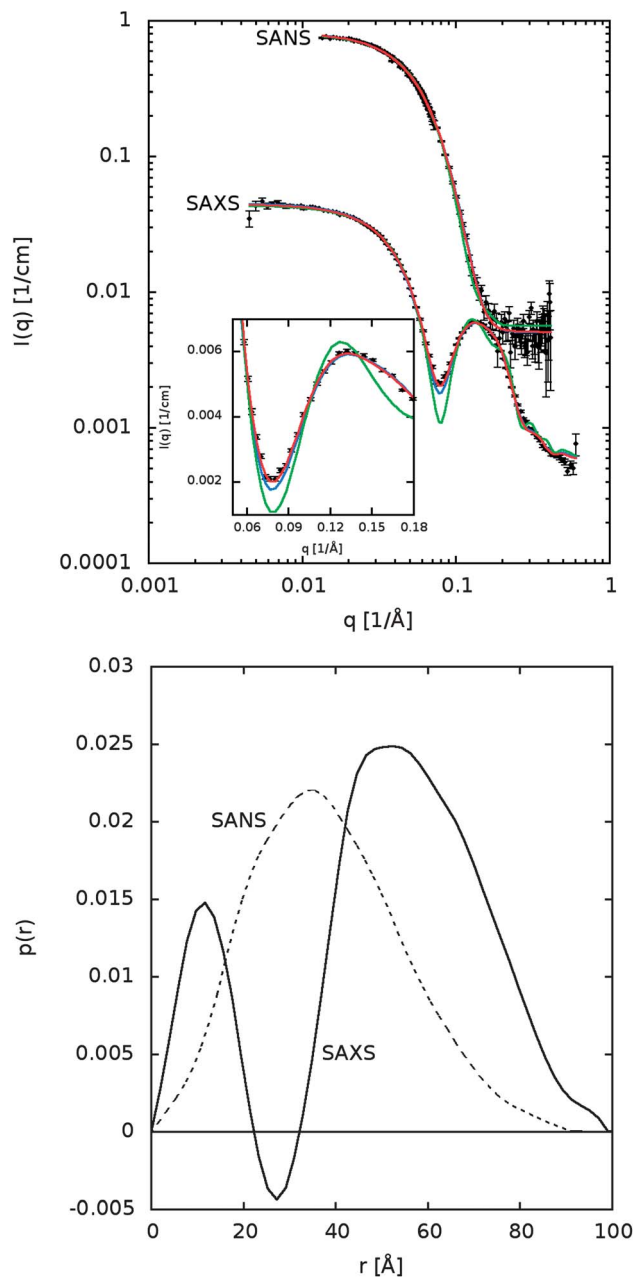 1
SANS
0.1
SAXS
I(q) [1/cm]
0.01
0.006
0.004
I(q) [1/cm]
0.001
0.002
0.06 0.09 0.12 0.15 0.18
q [1/Å]
0.0001
0.001 0.01 0.1 1
q [1/Å]
0.03
0.025
SANS
0.02
0.015
p(r)
0.01
SAXS
0.005
0
-0.005
0 20 40 60 80 100
r [Å]